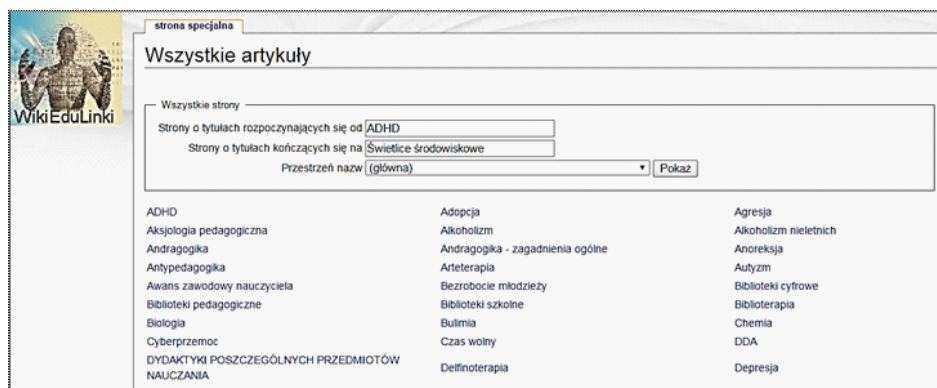 strona specjalna
Wszystkie artykuły
WikiEduLinki
Wszystkie strony
Strony o tytułach rozpoczynających się od ADHD
Strony o tytułach kończących się na Świetlice środowiskowe
Przestrzeń nazw (główna) Pokaż
ADHD Adopcja Agresja
Aksjologia pedagogiczna Alkoholizm Alkoholizm nieletnich
Andragogika Andragogika - zagadnienia ogólne Anoreksja
Antypedagogika Arteterapia Autyzm
Awans zawodowy nauczyciela Bezrobocie młodzieży Biblioteki cyfrowe
Biblioteki pedagogiczne Biblioteki szkolne Biblioterapia
Biologia Bulimia Chemia
Cyberprzemoc Czas wolny DDA
DYDAKTYKI POSZCZEGÓLNYCH PRZEDMIOTÓW
NAUCZANIA Delfinoterapia Depresja